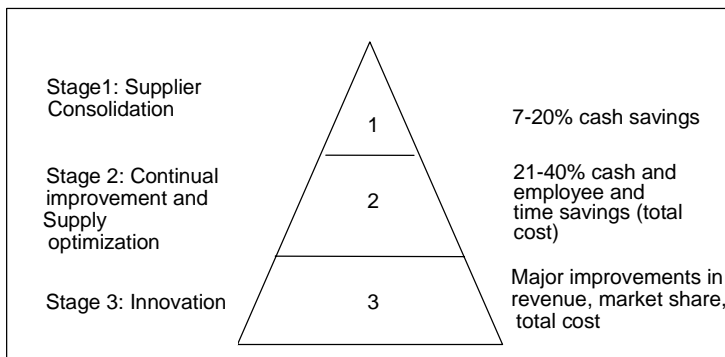 Stage1: Supplier
Consolidation
1
7-20% cash savings
Stage 2: Continual
improvement and
Supply
optimization
2
21-40% cash and
employee and
time savings (total
cost)
Stage 3: Innovation
3
Major improvements in
revenue, market share,
total cost